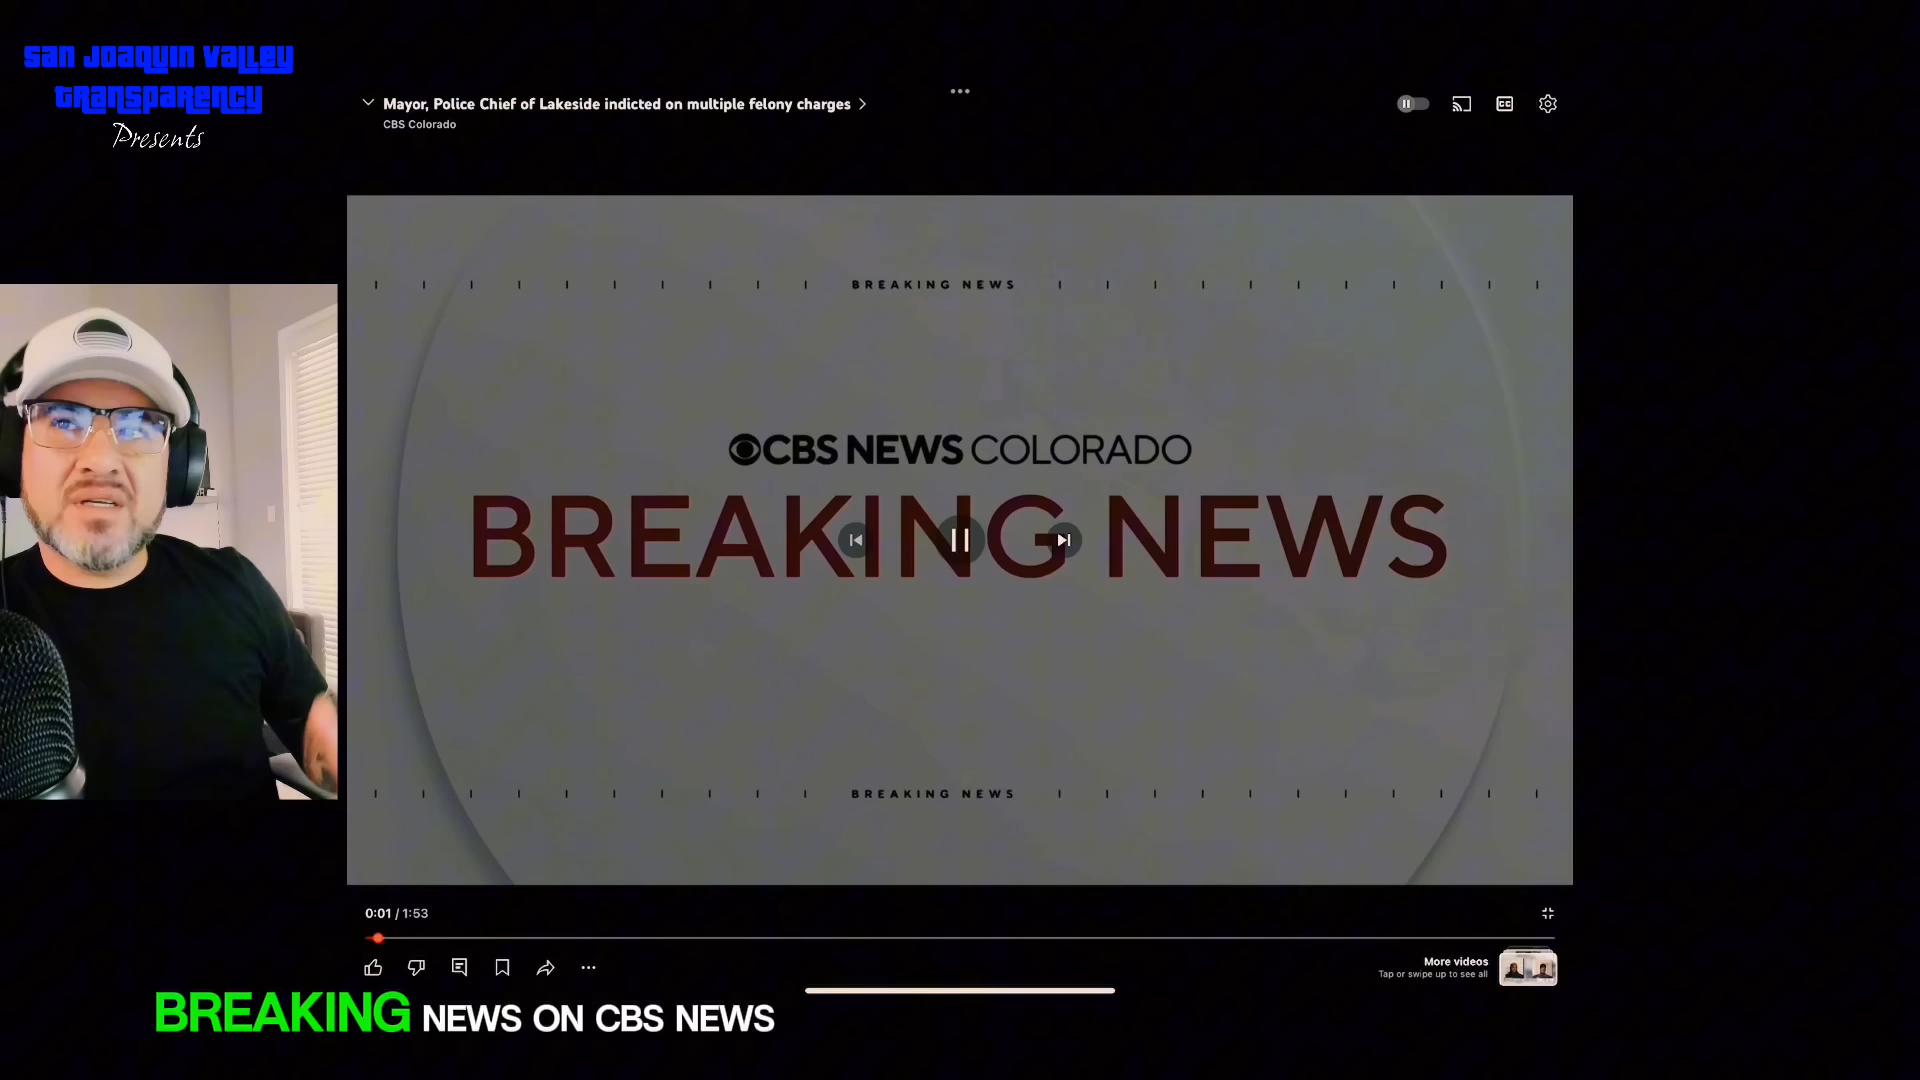 San Joaquin Valley
Transparency
Presents
Mayor, Police Chief of Lakeside indicted on multiple felony charges
CBS Colorado
CC
BREAKING NEWS
CBS NEWS COLORADO
BREAKING NEWS
BREAKING NEWS
0:01 / 1:53
More videos
Tap or swipe up to see all
BREAKING NEWS ON CBS NEWS